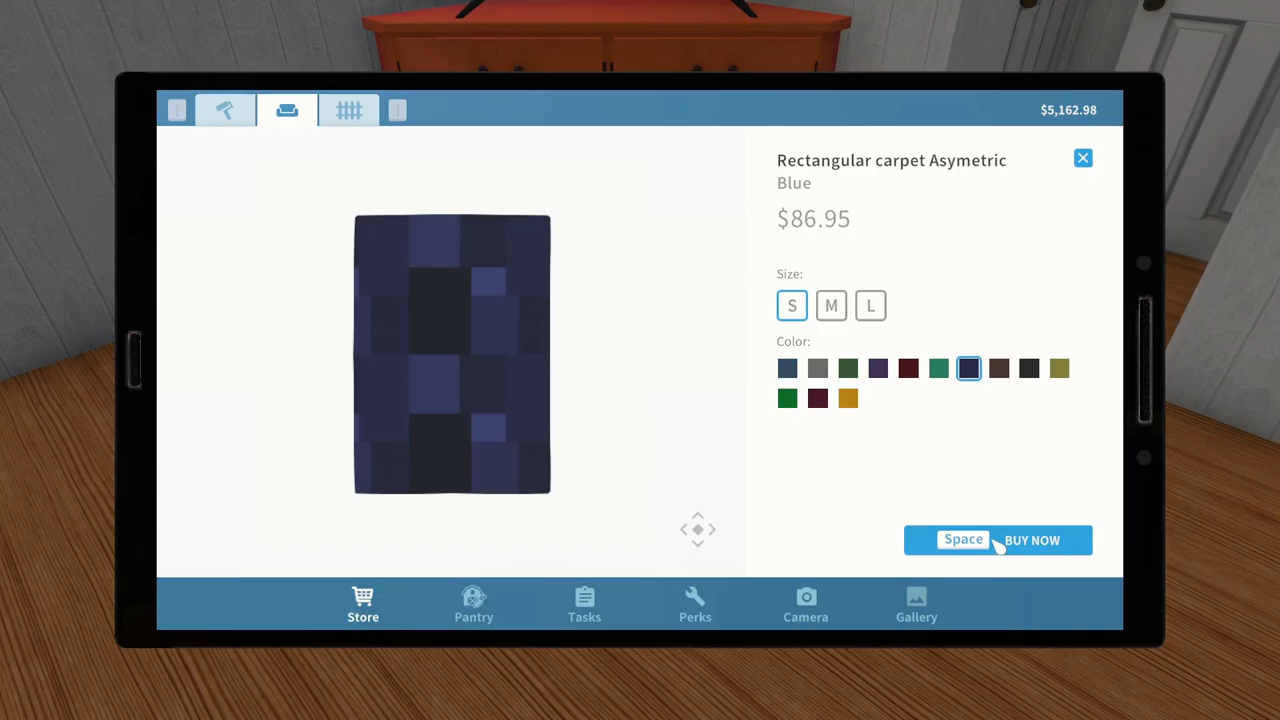 $5,162.98
Rectangular carpet Asymetric
Blue
$86.95
Size:
S M L
Color:
Space BUY NOW
Store Pantry Tasks Perks Camera Gallery